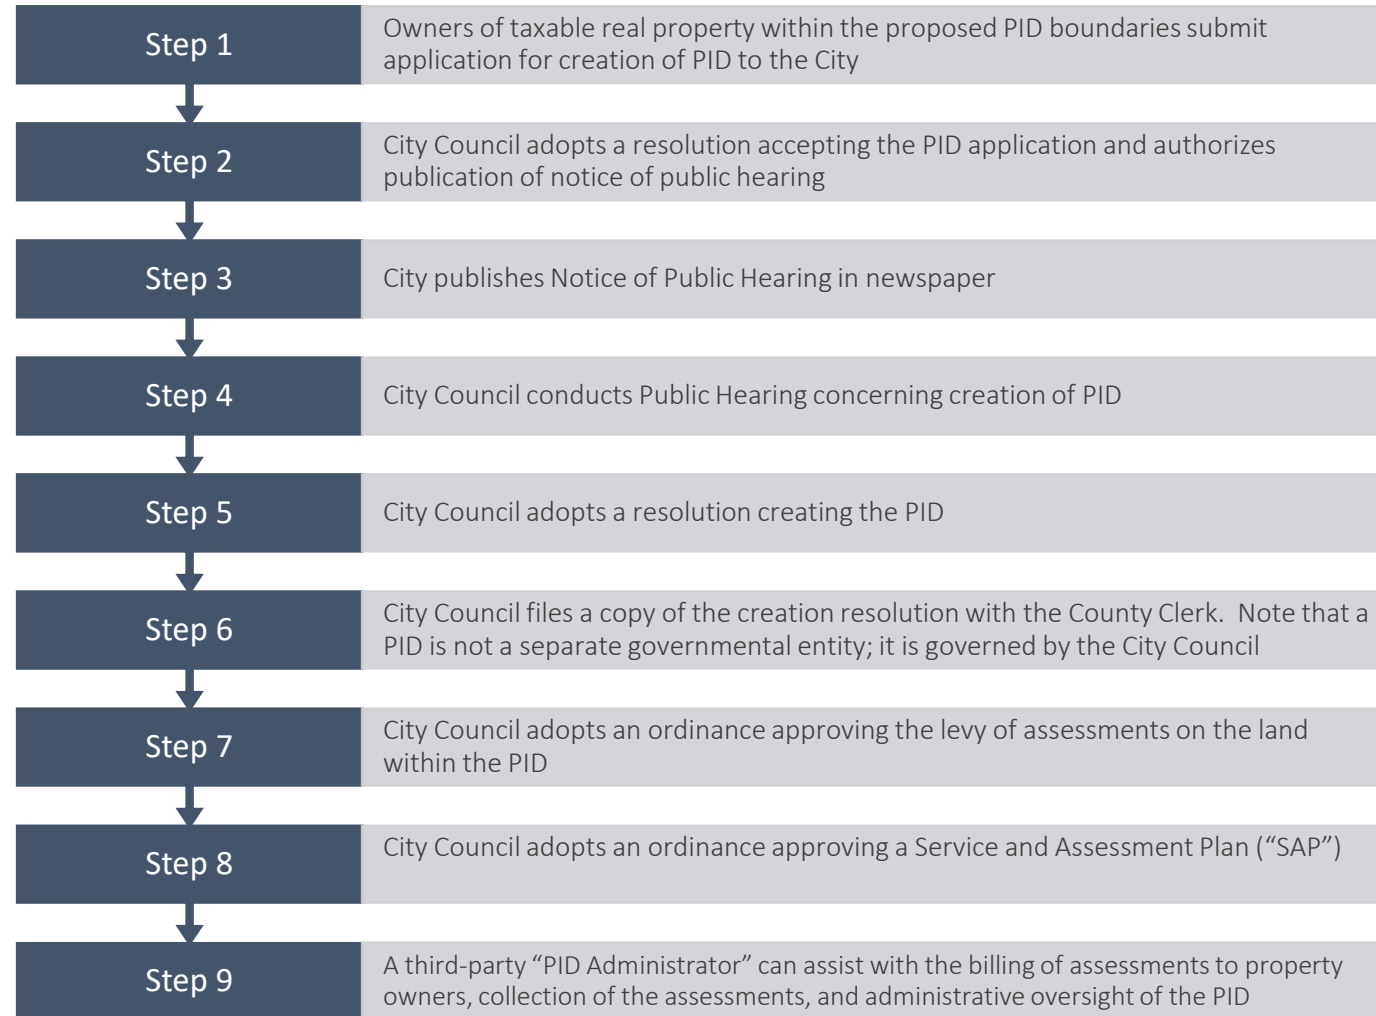 Step 1
Owners of taxable real property within the proposed PID boundaries submit
application for creation of PID to the City
Step 2
City Council adopts a resolution accepting the PID application and authorizes
publication of notice of public hearing
Step 3
City publishes Notice of Public Hearing in newspaper
Step 4
City Council conducts Public Hearing concerning creation of PID
Step 5
City Council adopts a resolution creating the PID
Step 6
City Council files a copy of the creation resolution with the County Clerk.  Note that a
PID is not a separate governmental entity; it is governed by the City Council
Step 7
City Council adopts an ordinance approving the levy of assessments on the land
within the PID
Step 8
City Council adopts an ordinance approving a Service and Assessment Plan (“SAP”)
Step 9
A third-party “PID Administrator” can assist with the billing of assessments to property
owners, collection of the assessments, and administrative oversight of the PID